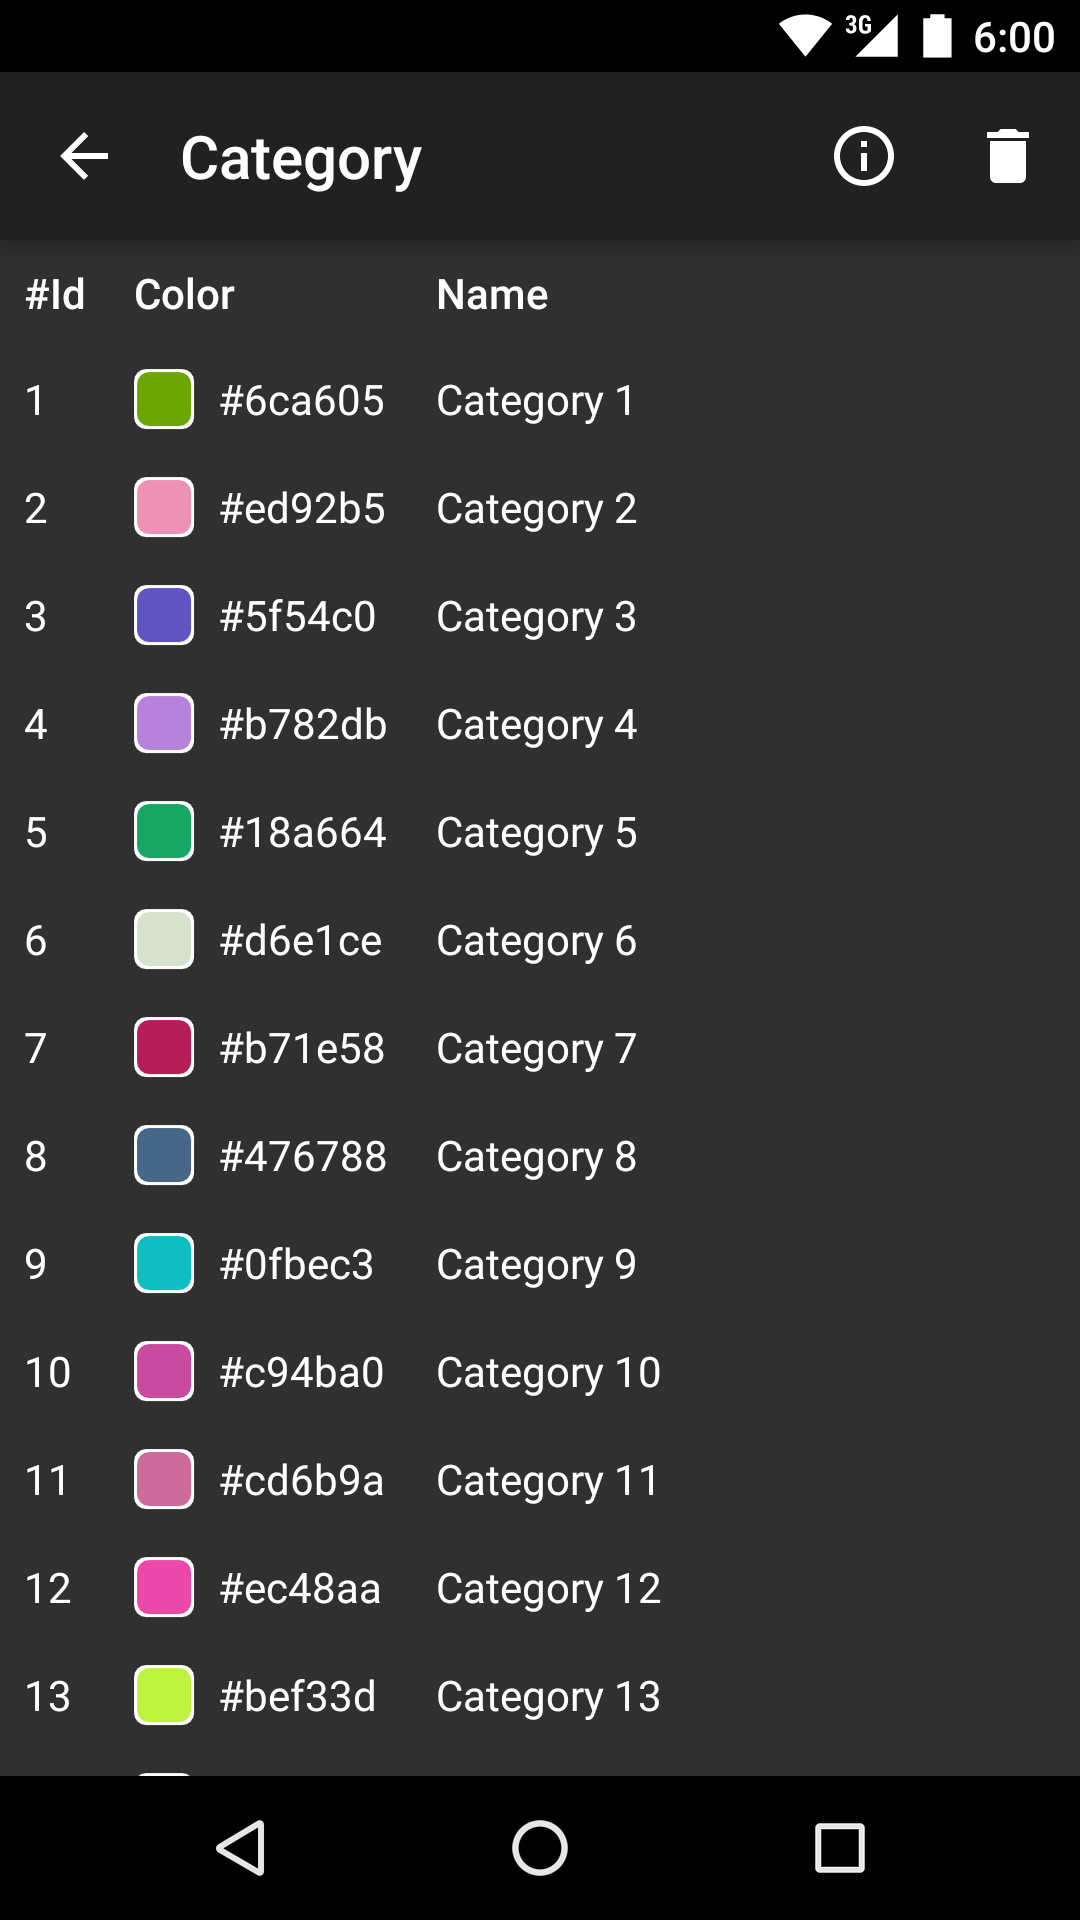 3G 6:00
Category
#Id Color Name
1 #6ca605 Category 1
2 #ed92b5 Category 2
3 #5f54c0 Category 3
4 #b782db Category 4
5 #18a664 Category 5
6 #d6e1ce Category 6
7 #b71e58 Category 7
8 #476788 Category 8
9 #0fbec3 Category 9
10 #c94ba0 Category 10
11 #cd6b9a Category 11
12 #ec48aa Category 12
13 #bef33d Category 13